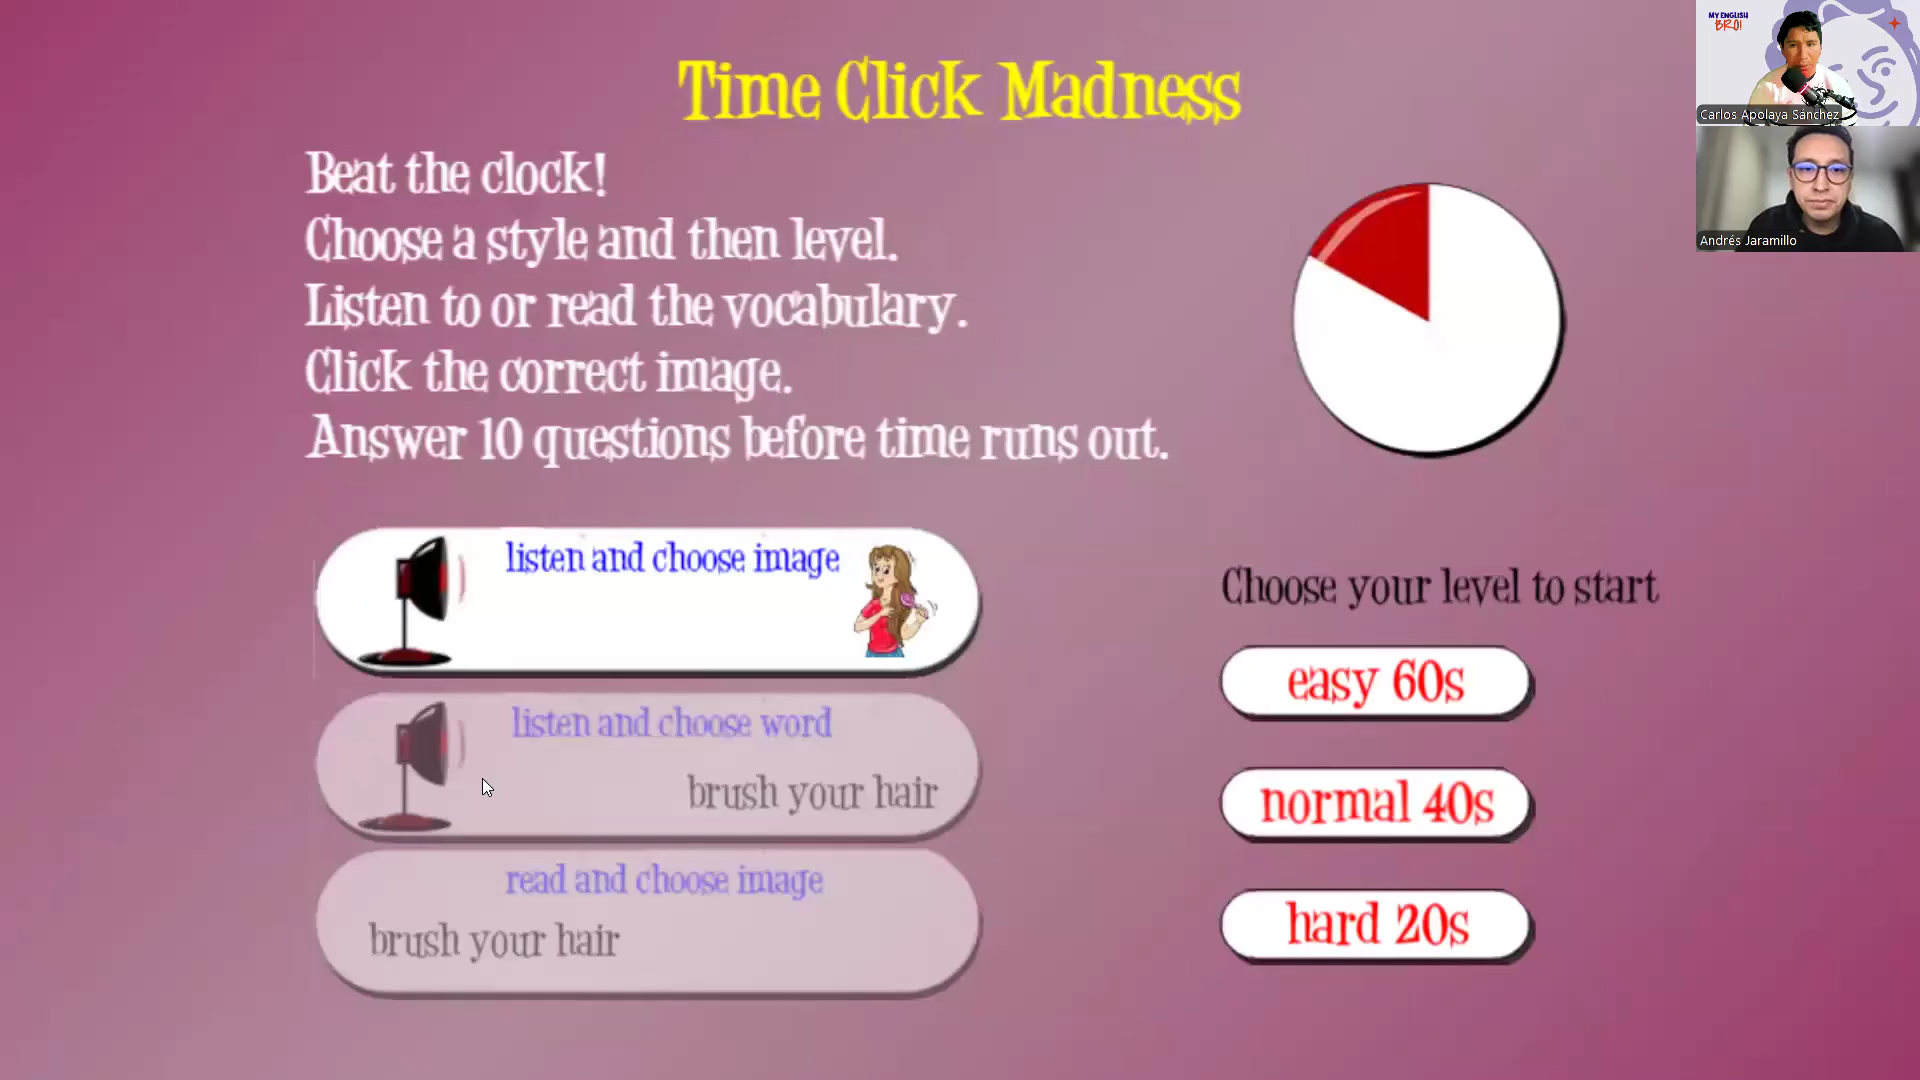 Time Click Madness
Beat the clock!
Choose a style and then level.
Listen to or read the vocabulary.
Click the correct image.
Answer 10 questions before time runs out.
listen and choose image
listen and choose word
brush your hair
read and choose image
brush your hair
Choose your level to start
easy 60s
normal 40s
hard 20s
MY ENGLISH
BRO!
Carlos Apolaya Sánchez
Andrés Jaramillo